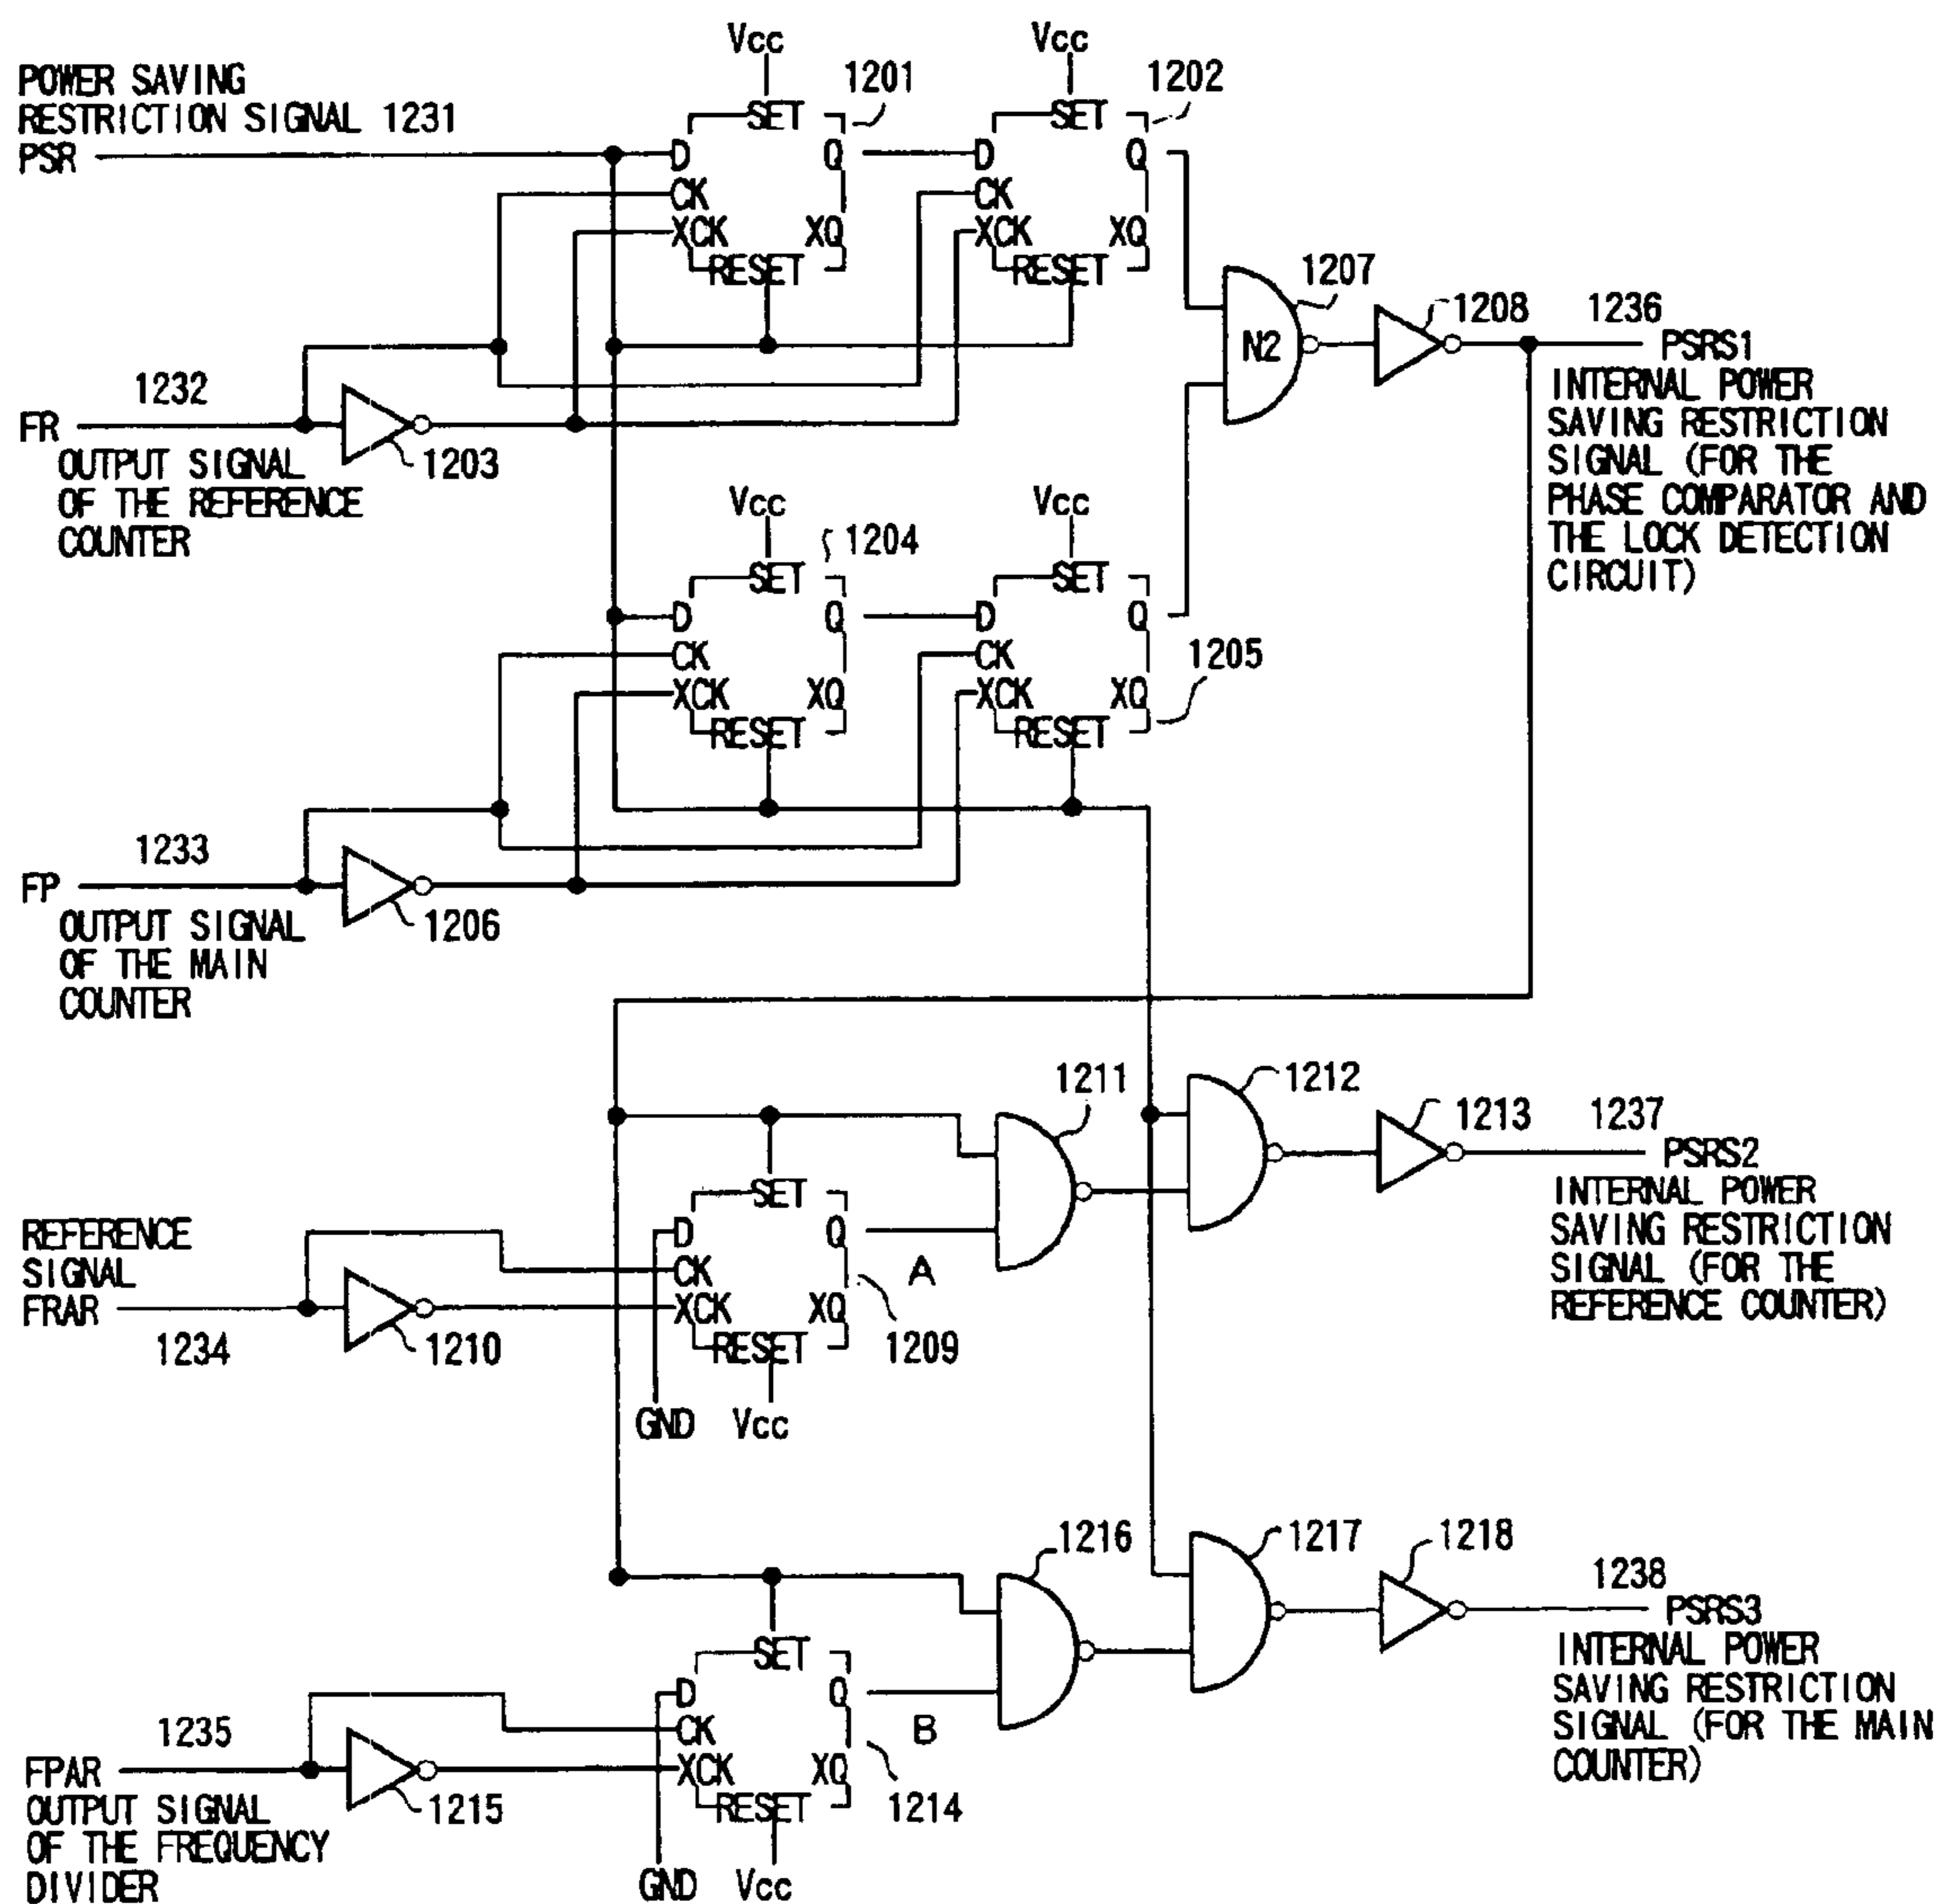 Vcc
Vcc
POWER SAVING
RESTRICTION SIGNAL 1231
PSR
1201
1202
SET
SET
D
Q
D
Q
CK
CK
XCK
XQ
XCK
XQ
RESET
RESET
1207
N2
1208
1236
PSRS1
INTERNAL POWER
SAVING RESTRICTION
SIGNAL (FOR THE
PHASE COMPARATOR AND
THE LOCK DETECTION
CIRCUIT)
1232
FR
1203
OUTPUT SIGNAL
OF THE REFERENCE
COUNTER
Vcc
Vcc
1204
SET
SET
D
Q
D
Q
CK
CK
1205
XCK
XQ
XCK
XQ
RESET
RESET
1233
FP
1206
OUTPUT SIGNAL
OF THE MAIN
COUNTER
1211
1212
1213
1237
PSRS2
INTERNAL POWER
SAVING RESTRICTION
SIGNAL (FOR THE
REFERENCE COUNTER)
SET
REFERENCE
SIGNAL
FRAR
1234
1210
D
Q
CK
A
XCK
XQ
RESET
1209
GND
Vcc
1216
1217
1218
1238
PSRS3
INTERNAL POWER
SAVING RESTRICTION
SIGNAL (FOR THE MAIN
COUNTER)
SET
D
Q
CK
B
XCK
XQ
RESET
1214
1235
FPAR
1215
OUTPUT SIGNAL
OF THE FREQUENCY
DIVIDER
GND
Vcc